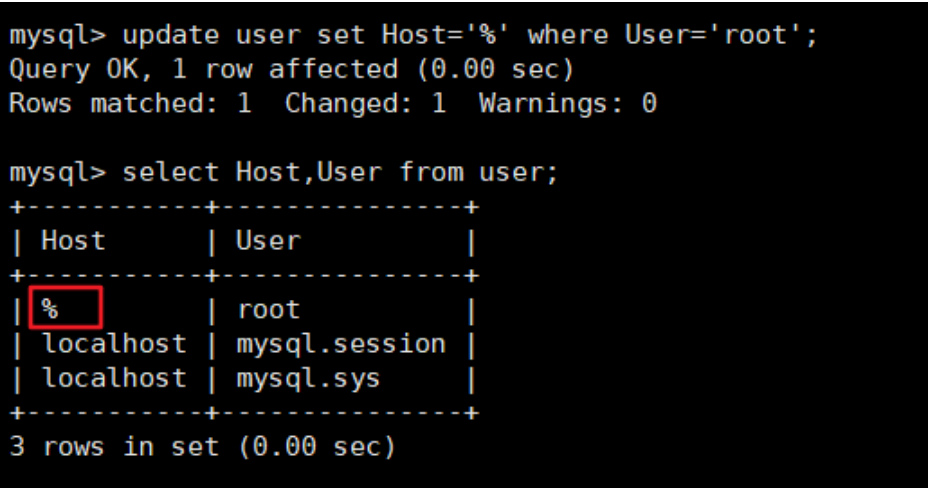 mysql> update user set Host='%' where User='root';
Query OK, 1 row affected (0.00 sec)
Rows matched: 1  Changed: 1  Warnings: 0
mysql> select Host,User from user;
+-----------+---------------+
| Host      | User          |
+-----------+---------------+
| %         | root          |
| localhost | mysql.session |
| localhost | mysql.sys     |
+-----------+---------------+
3 rows in set (0.00 sec)